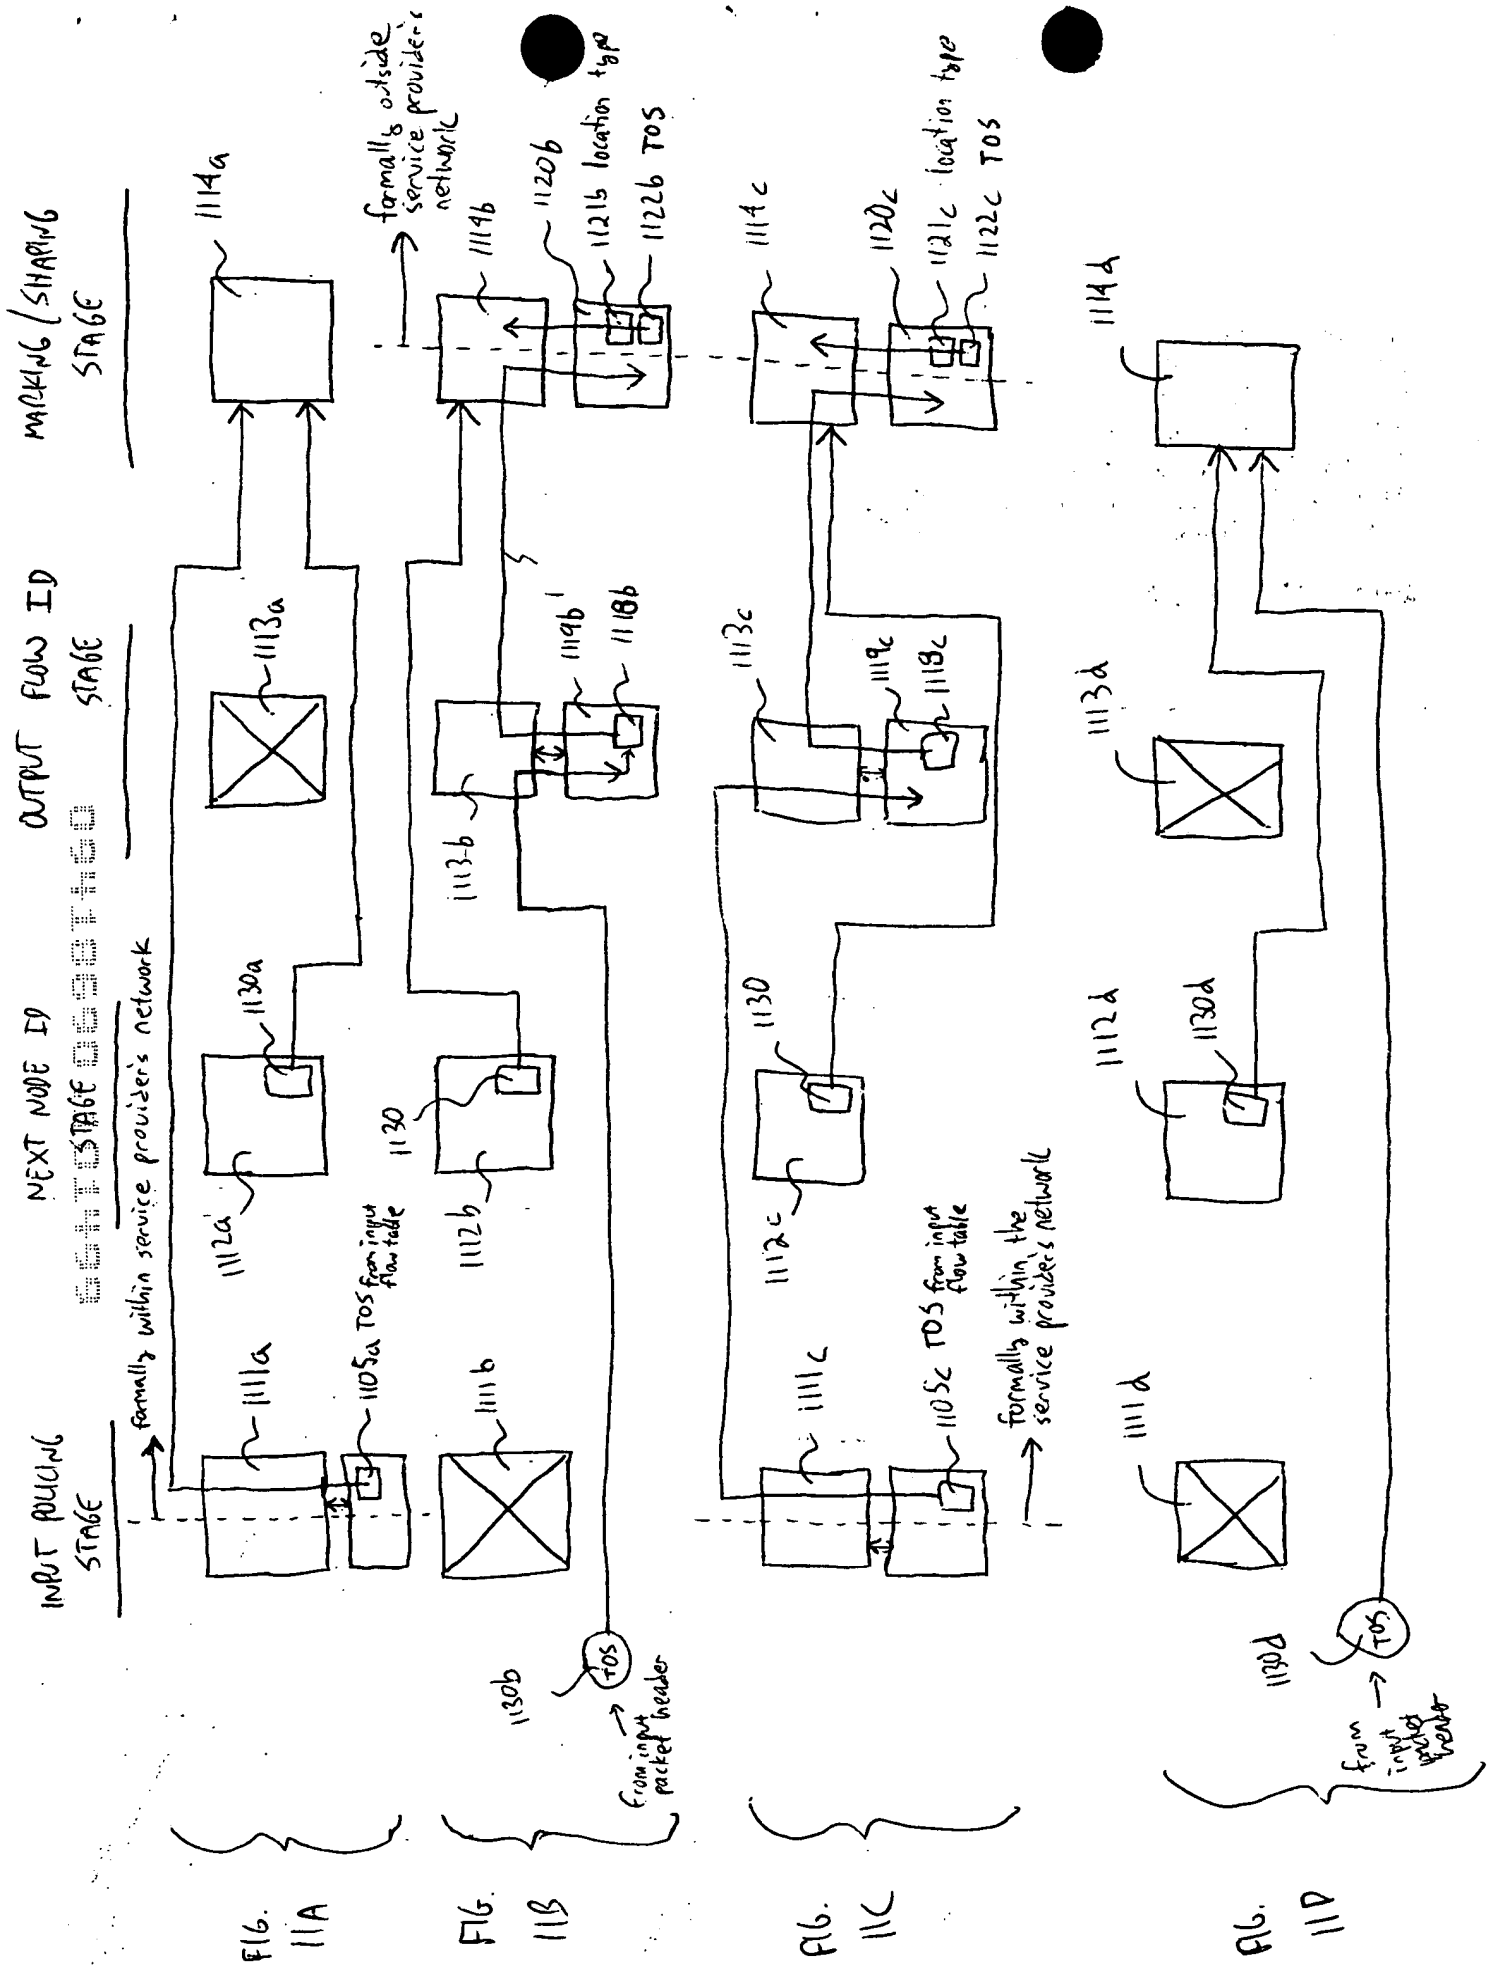 INPUT POLICING
STAGE
NEXT NODE ID
STAGE
OUTPUT FLOW ID
STAGE
MARKING/SHAPING
STAGE
FIG.
11A
formally within service provider's network
1111a
1105a TOS from input
flow table
1112a
1130a
1113a
1114a
FIG.
11B
1130b
TOS
from input
packet header
1111b
1112b
1130
1113-b
1119b
1118b
1114b
formally outside
service provider's
network
1120b
1121b location type
1122b TOS
FIG.
11C
1111c
1105c TOS from input
flow table
formally within the
service provider's network
1112c
1130
1113c
1119c
1118c
1114c
1120c
1121c location type
1122c TOS
FIG.
11D
1130d
TOS
from
input
packet
header
1111d
1112d
1130d
1113d
1114d